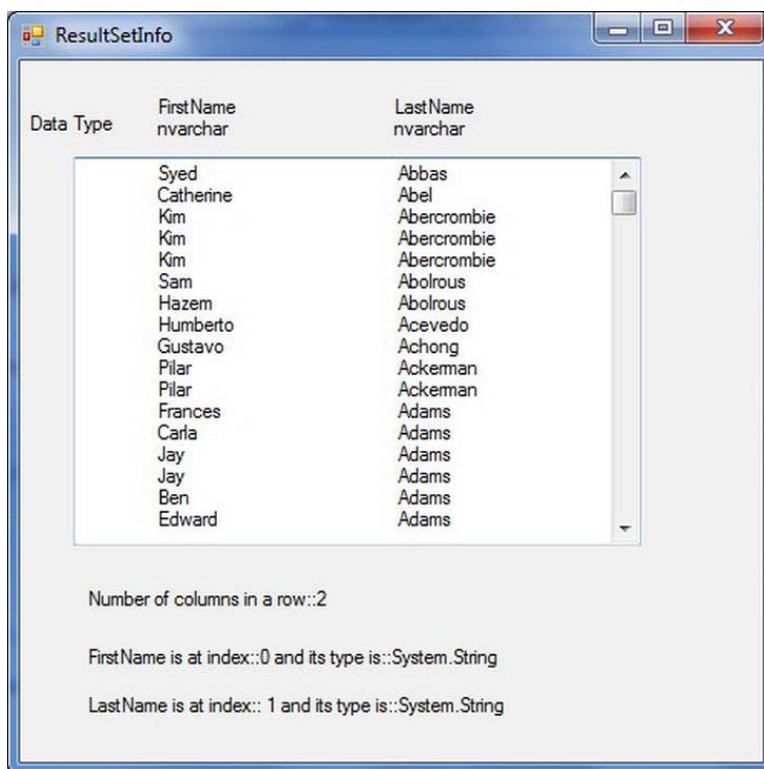 ResultSetInfo
FirstName LastName
Data Type nvarchar nvarchar
Syed Abbas
Catherine Abel
Kim Abercrombie
Kim Abercrombie
Kim Abercrombie
Sam Abolrous
Hazem Abolrous
Humberto Acevedo
Gustavo Achong
Pilar Ackerman
Pilar Ackerman
Frances Adams
Carla Adams
Jay Adams
Jay Adams
Ben Adams
Edward Adams
Number of columns in a row::2
FirstName is at index::0 and its type is::System.String
LastName is at index:: 1 and its type is::System.String